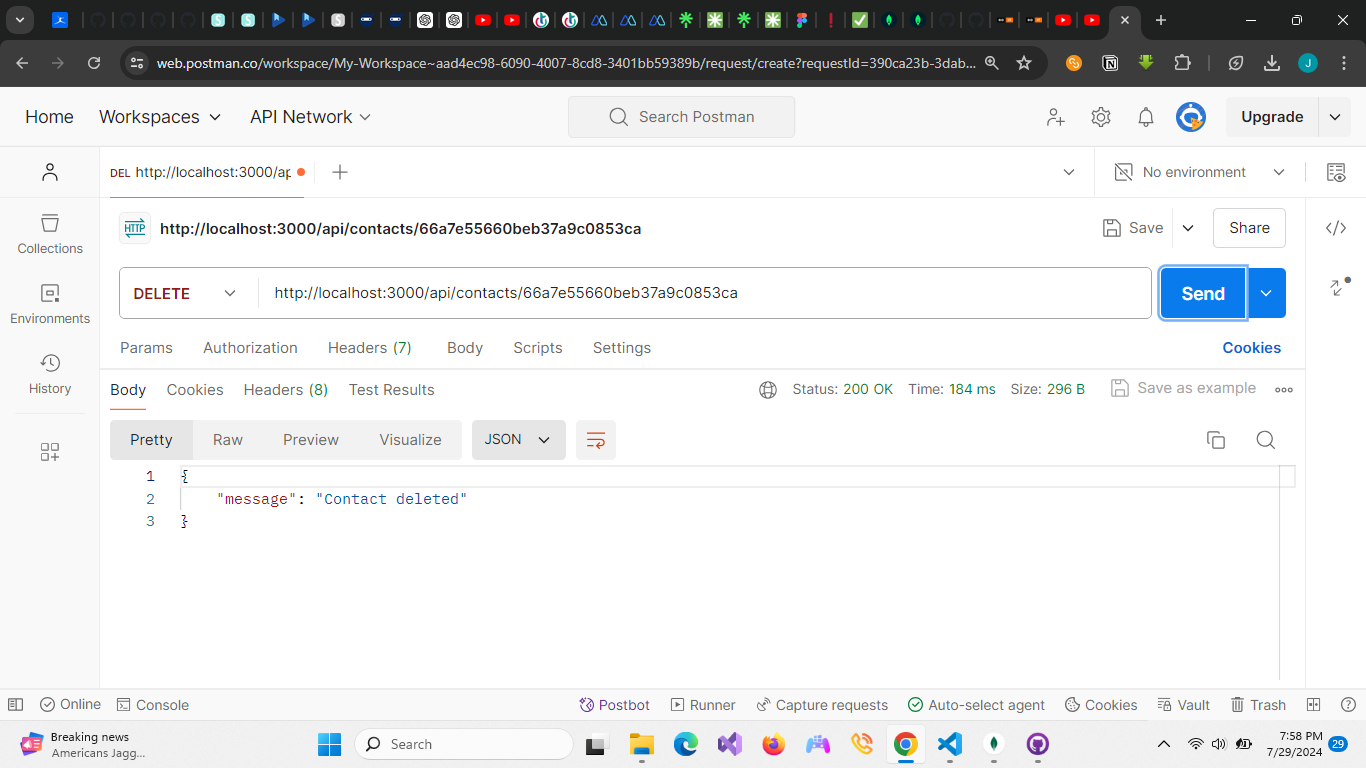 web.postman.co/workspace/My-Workspace~aad4ec98-6090-4007-8cd8-3401bb59389b/request/create?requestId=390ca23b-3dab...
J
Home
Workspaces
API Network
Search Postman
Upgrade
DEL http://localhost:3000/ap
No environment
HTTP
http://localhost:3000/api/contacts/66a7e55660beb37a9c0853ca
Save
Share
Collections
DELETE
http://localhost:3000/api/contacts/66a7e55660beb37a9c0853ca
Send
Environments
Params
Authorization
Headers (7)
Body
Scripts
Settings
Cookies
History
Body
Cookies
Headers (8)
Test Results
Status: 200 OK
Time: 184 ms
Size: 296 B
Save as example
Pretty
Raw
Preview
Visualize
JSON
1 {
2 "message": "Contact deleted"
3 }
Online
Console
Postbot
Runner
Capture requests
Auto-select agent
Cookies
Vault
Trash
Breaking news
Americans Jagg...
Search
7:58 PM
7/29/2024
29